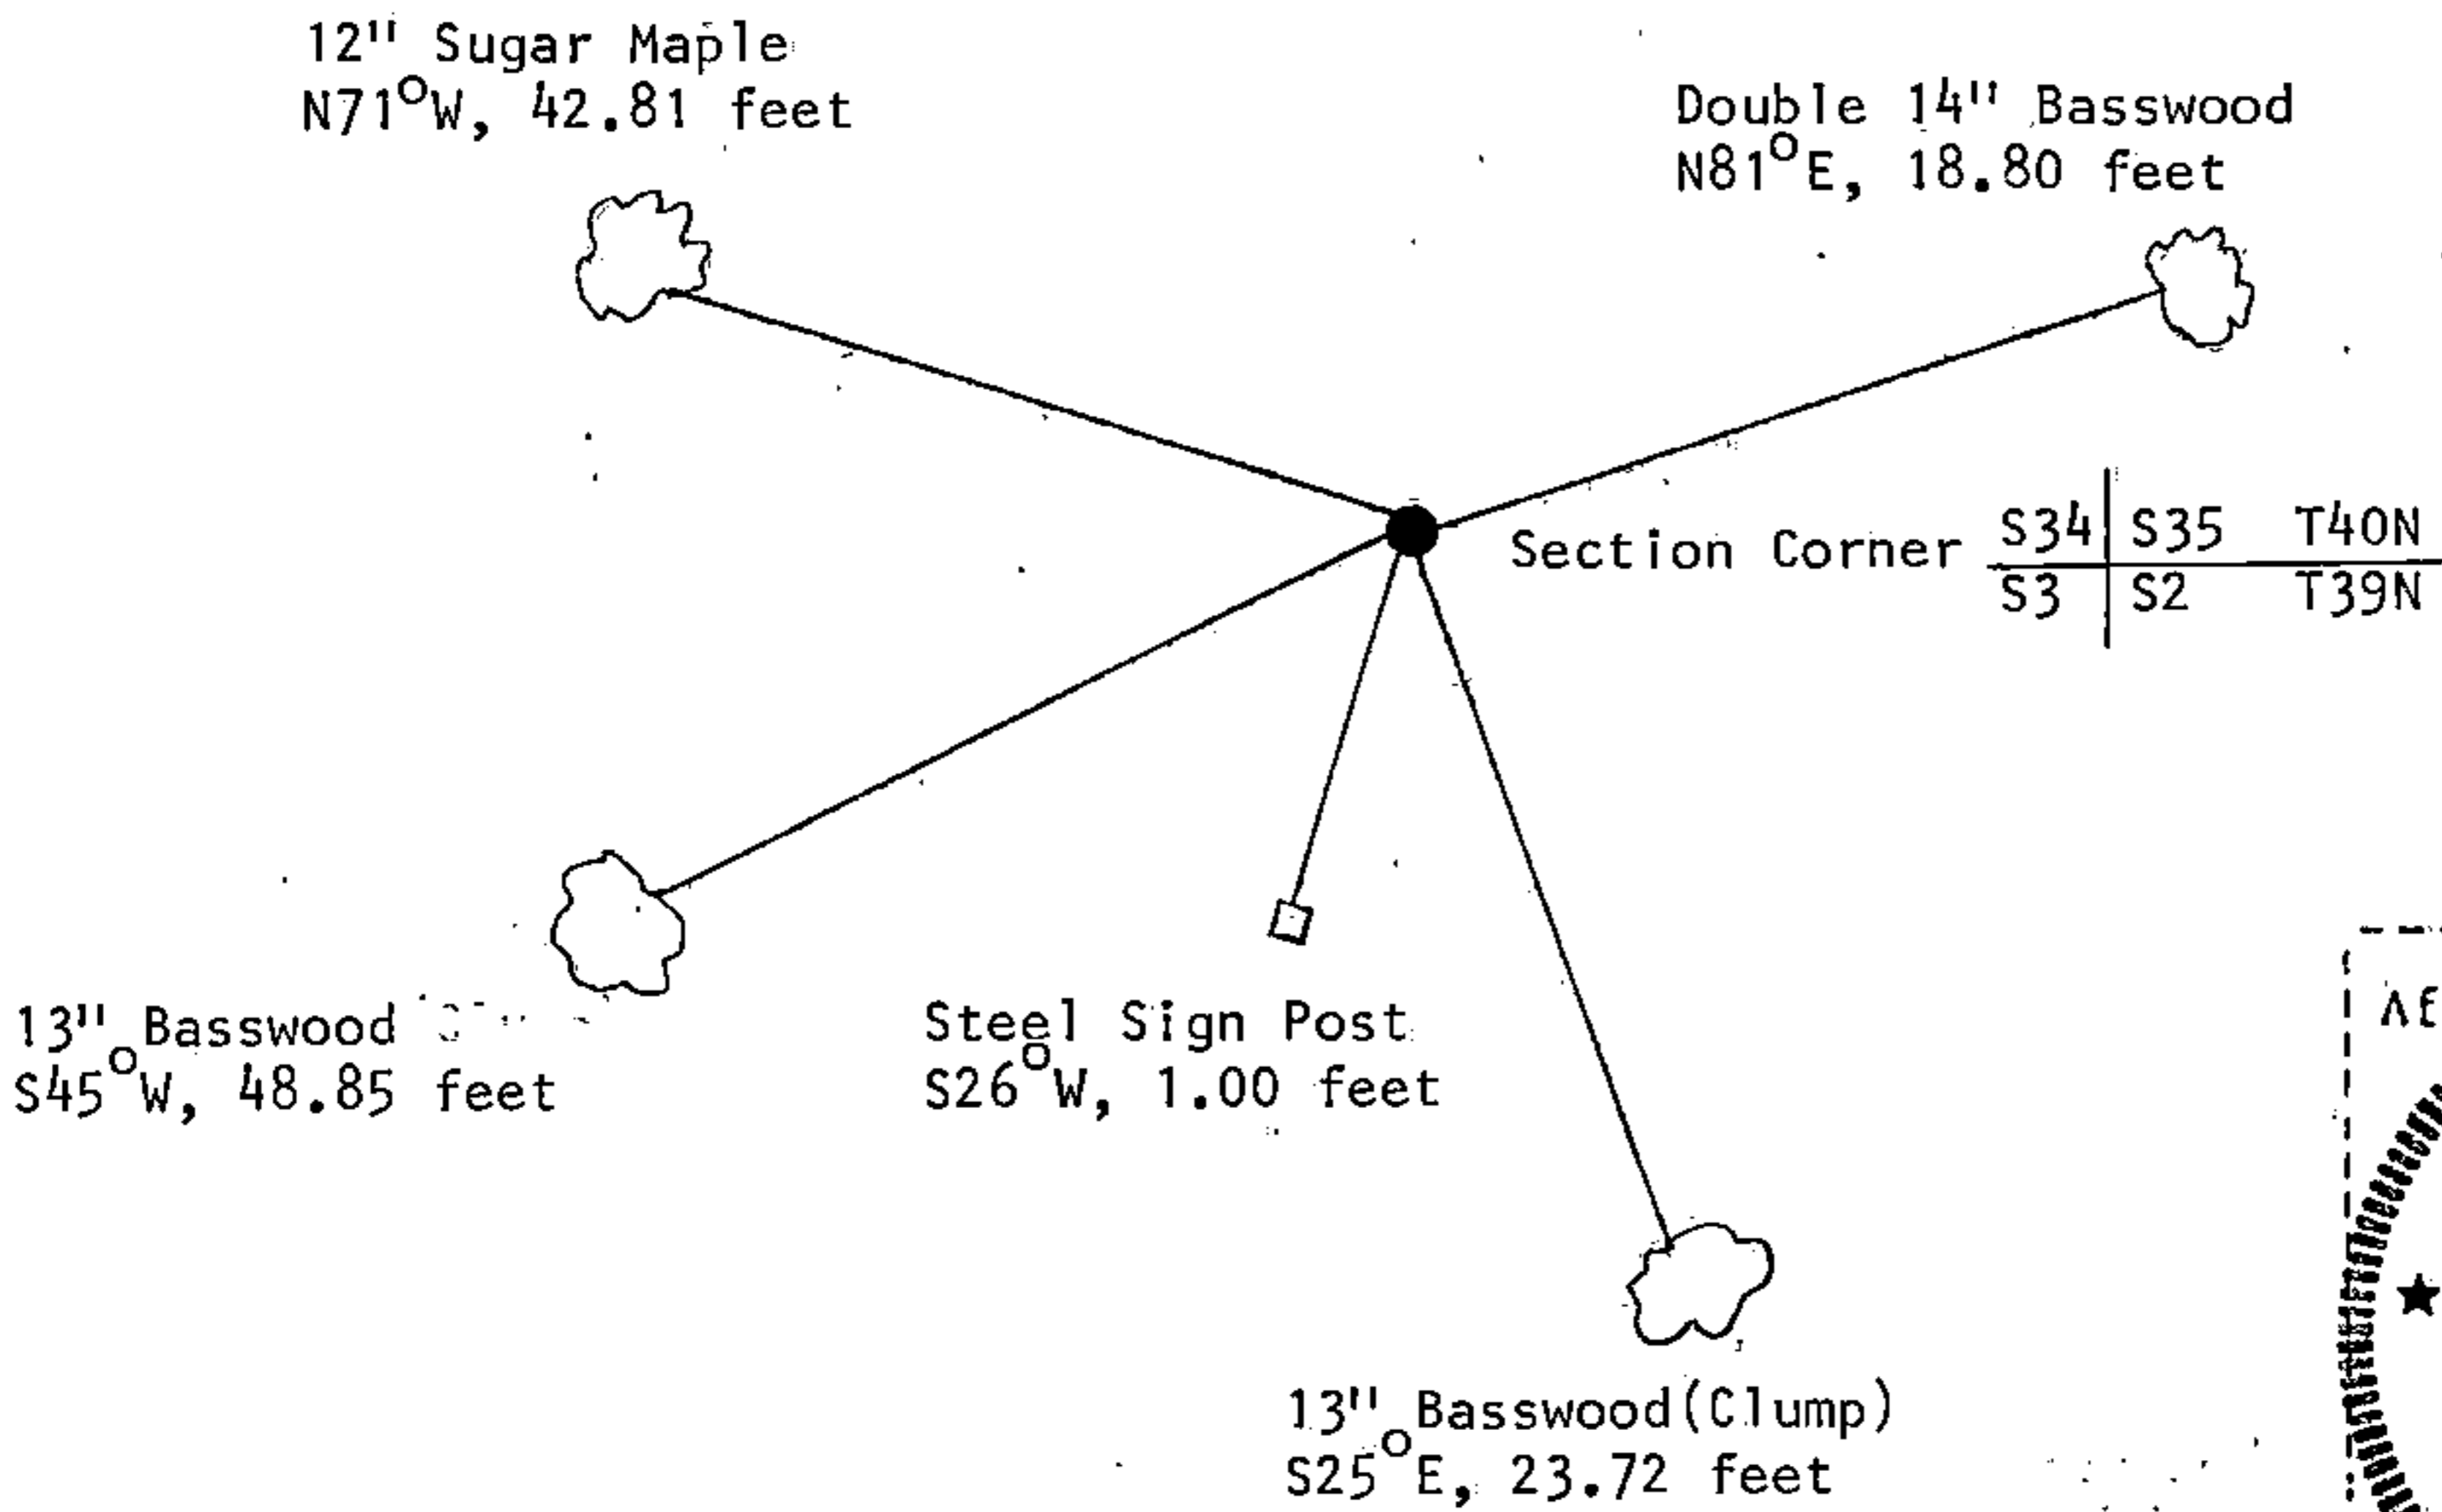 12" Sugar Maple
N71°W, 42.81 feet
Double 14" Basswood
N81°E, 18.80 feet
Section Corner
S34 S35 T40N
S3 S2 T39N
13" Basswood
S45°W, 48.85 feet
Steel Sign Post
S26°W, 1.00 feet
13" Basswood(Clump)
S25°E, 23.72 feet